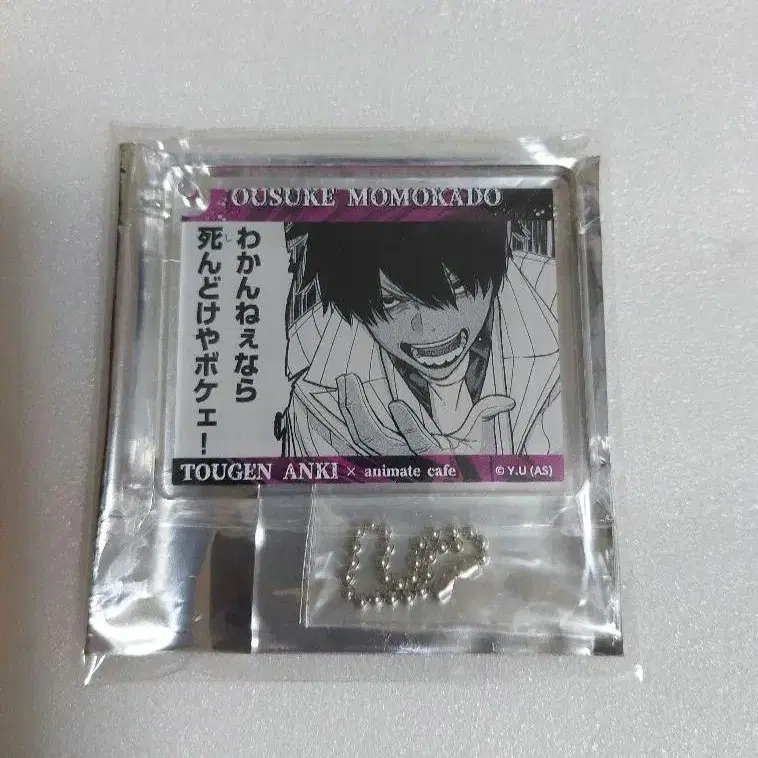 OUSUKE MOMOKADO
わかんねぇなら
死んどけやボケェ！
し
TOUGEN ANKI × animate cafe
© Y.U (AS)